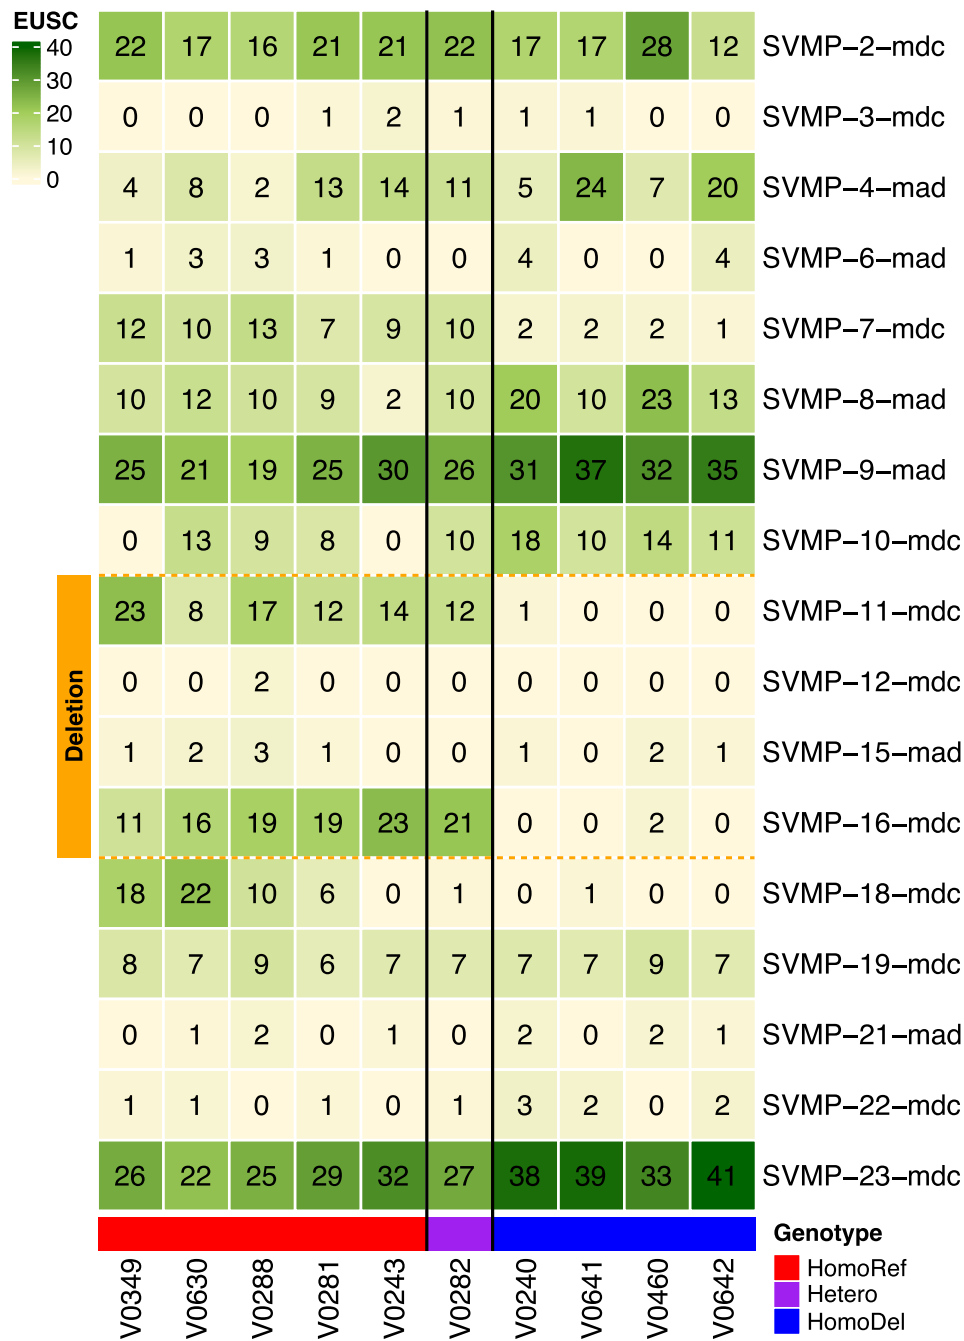 EUSC
40
30
20
10
0
22 17 16 21 21 22 17 17 28 12 SVMP−2−mdc
0 0 0 1 2 1 1 1 0 0 SVMP−3−mdc
4 8 2 13 14 11 5 24 7 20 SVMP−4−mad
1 3 3 1 0 0 4 0 0 4 SVMP−6−mad
12 10 13 7 9 10 2 2 2 1 SVMP−7−mdc
10 12 10 9 2 10 20 10 23 13 SVMP−8−mad
25 21 19 25 30 26 31 37 32 35 SVMP−9−mad
0 13 9 8 0 10 18 10 14 11 SVMP−10−mdc
Deletion
23 8 17 12 14 12 1 0 0 0 SVMP−11−mdc
0 0 2 0 0 0 0 0 0 0 SVMP−12−mdc
1 2 3 1 0 0 1 0 2 1 SVMP−15−mad
11 16 19 19 23 21 0 0 2 0 SVMP−16−mdc
18 22 10 6 0 1 0 1 0 0 SVMP−18−mdc
8 7 9 6 7 7 7 7 9 7 SVMP−19−mdc
0 1 2 0 1 0 2 0 2 1 SVMP−21−mad
1 1 0 1 0 1 3 2 0 2 SVMP−22−mdc
26 22 25 29 32 27 38 39 33 41 SVMP−23−mdc
V0349 V0630 V0288 V0281 V0243 V0282 V0240 V0641 V0460 V0642
Genotype
HomoRef
Hetero
HomoDel